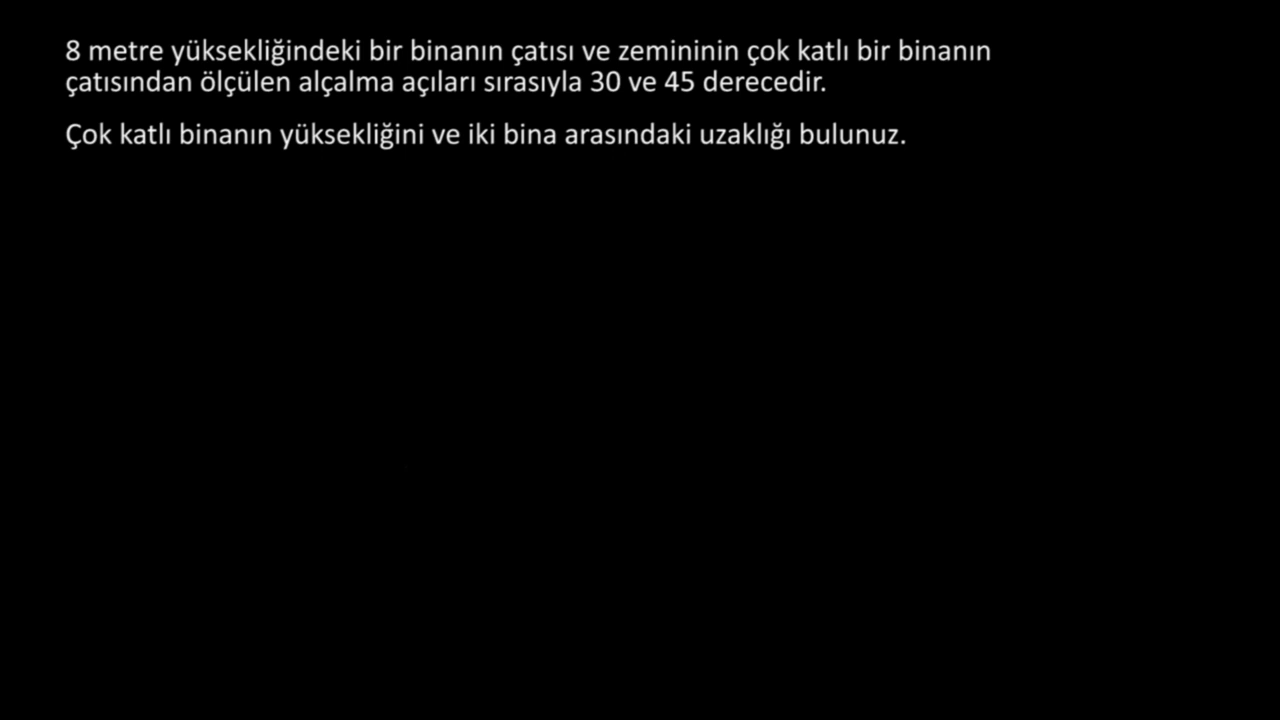 8 metre yüksekliğindeki bir binanın çatısı ve zemininin çok katlı bir binanın
çatısından ölçülen alçalma açıları sırasıyla 30 ve 45 derecedir.
Çok katlı binanın yüksekliğini ve iki bina arasındaki uzaklığı bulunuz.